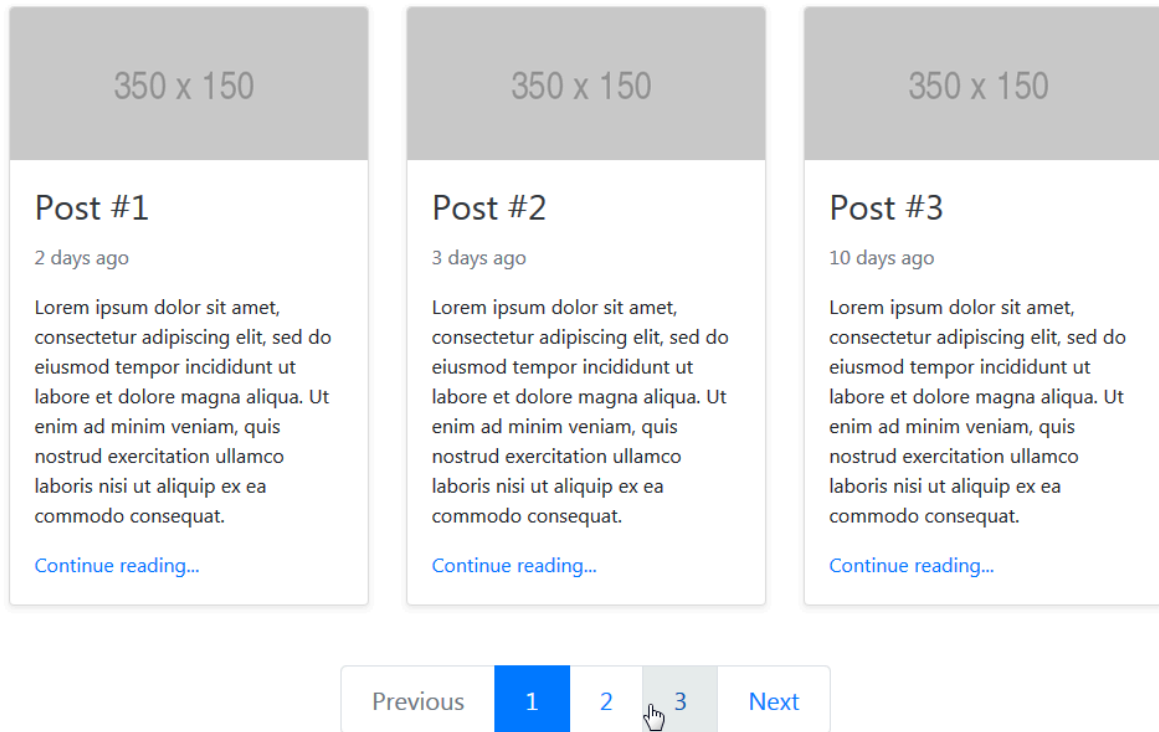 350 x 150
Post #1
2 days ago
Lorem ipsum dolor sit amet,
consectetur adipiscing elit, sed do
eiusmod tempor incididunt ut
labore et dolore magna aliqua. Ut
enim ad minim veniam, quis
nostrud exercitation ullamco
laboris nisi ut aliquip ex ea
commodo consequat.
Continue reading...
350 x 150
Post #2
3 days ago
Lorem ipsum dolor sit amet,
consectetur adipiscing elit, sed do
eiusmod tempor incididunt ut
labore et dolore magna aliqua. Ut
enim ad minim veniam, quis
nostrud exercitation ullamco
laboris nisi ut aliquip ex ea
commodo consequat.
Continue reading...
350 x 150
Post #3
10 days ago
Lorem ipsum dolor sit amet,
consectetur adipiscing elit, sed do
eiusmod tempor incididunt ut
labore et dolore magna aliqua. Ut
enim ad minim veniam, quis
nostrud exercitation ullamco
laboris nisi ut aliquip ex ea
commodo consequat.
Continue reading...
Previous 1 2 3 Next